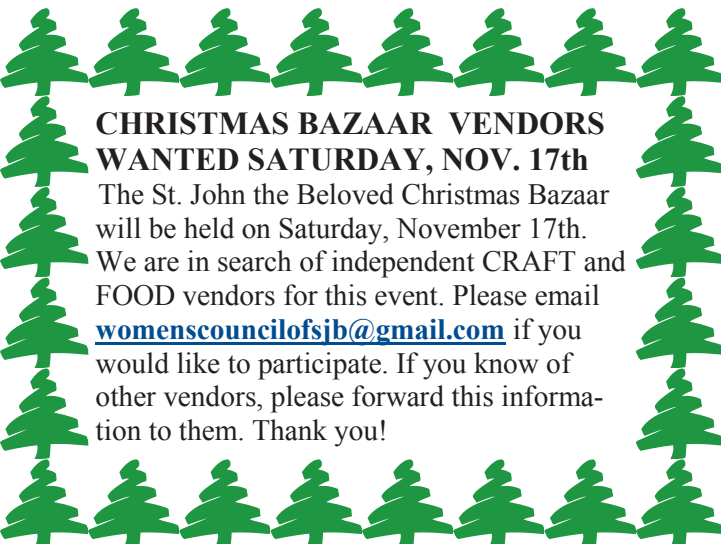 CHRISTMAS BAZAAR  VENDORS
WANTED SATURDAY, NOV. 17th
The St. John the Beloved Christmas Bazaar
will be held on Saturday, November 17th.
We are in search of independent CRAFT and
FOOD vendors for this event. Please email
womenscouncilofsjb@gmail.com if you
would like to participate. If you know of
other vendors, please forward this informa-
tion to them. Thank you!